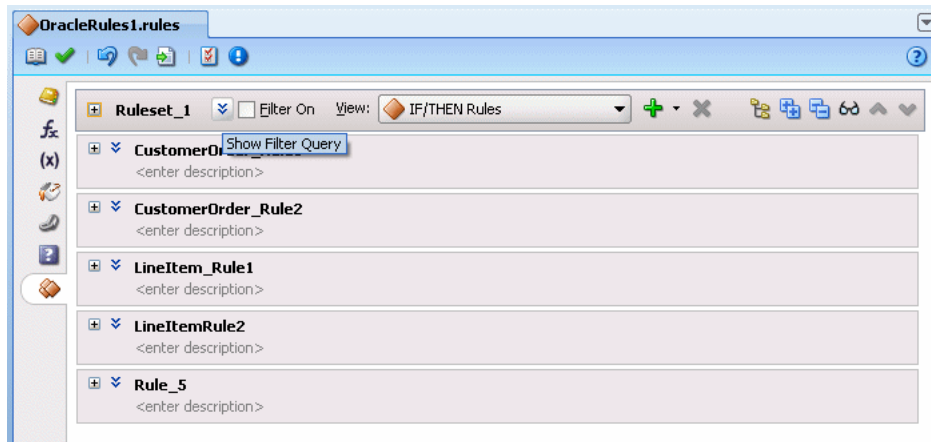 OracleRules1.rules
Ruleset_1 Filter On View: IF/THEN Rules
Show Filter Query
<enter description>
CustomerOrder_Rule2
<enter description>
LineItem_Rule1
<enter description>
LineItemRule2
<enter description>
Rule_5
<enter description>